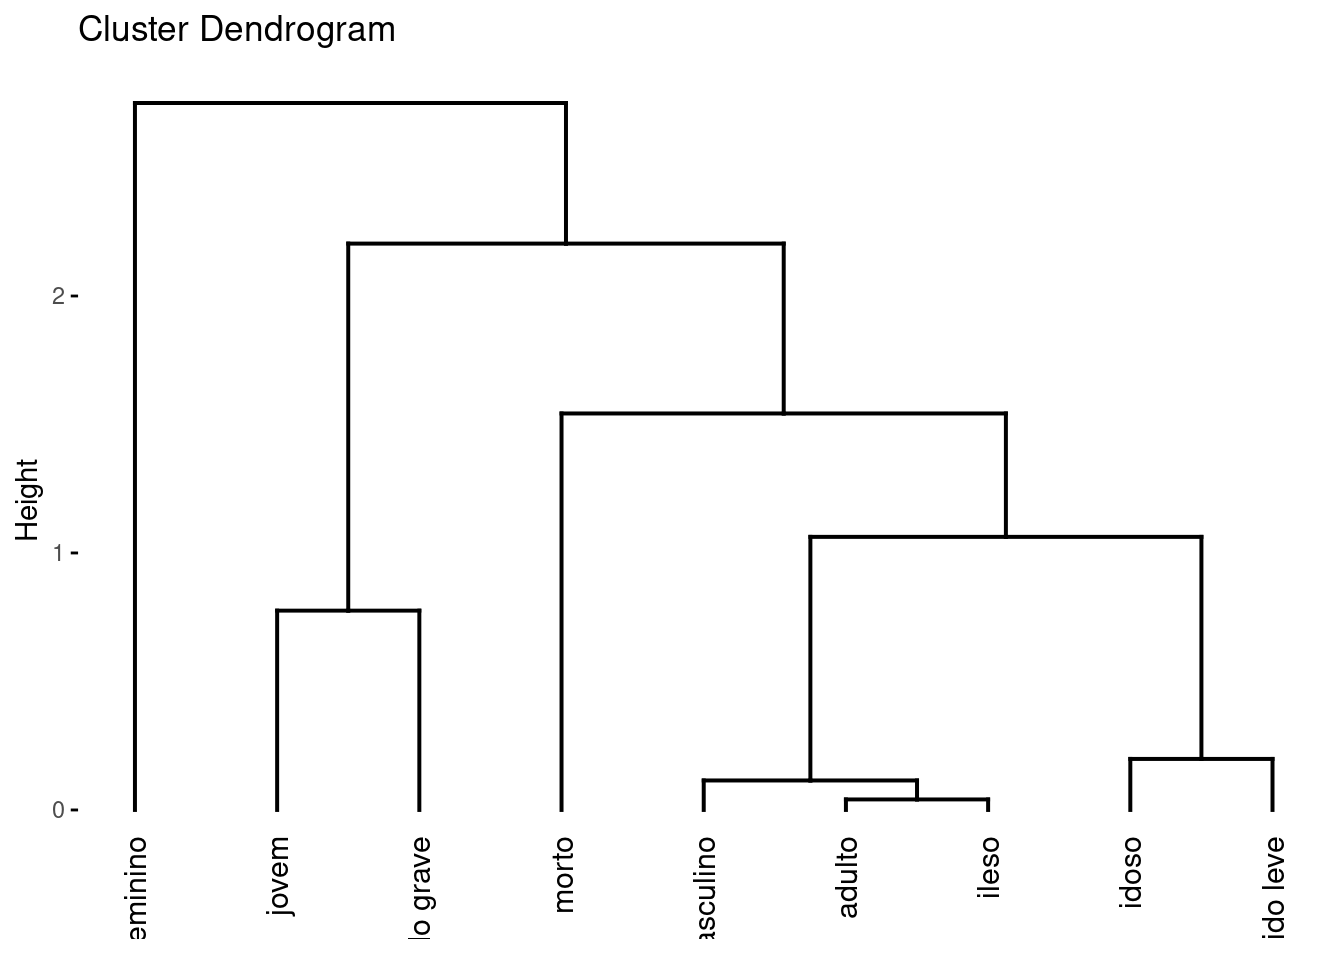 Cluster Dendrogram
Height
2
1
0
eminino
jovem
lo grave
morto
asculino
adulto
ileso
idoso
ido leve